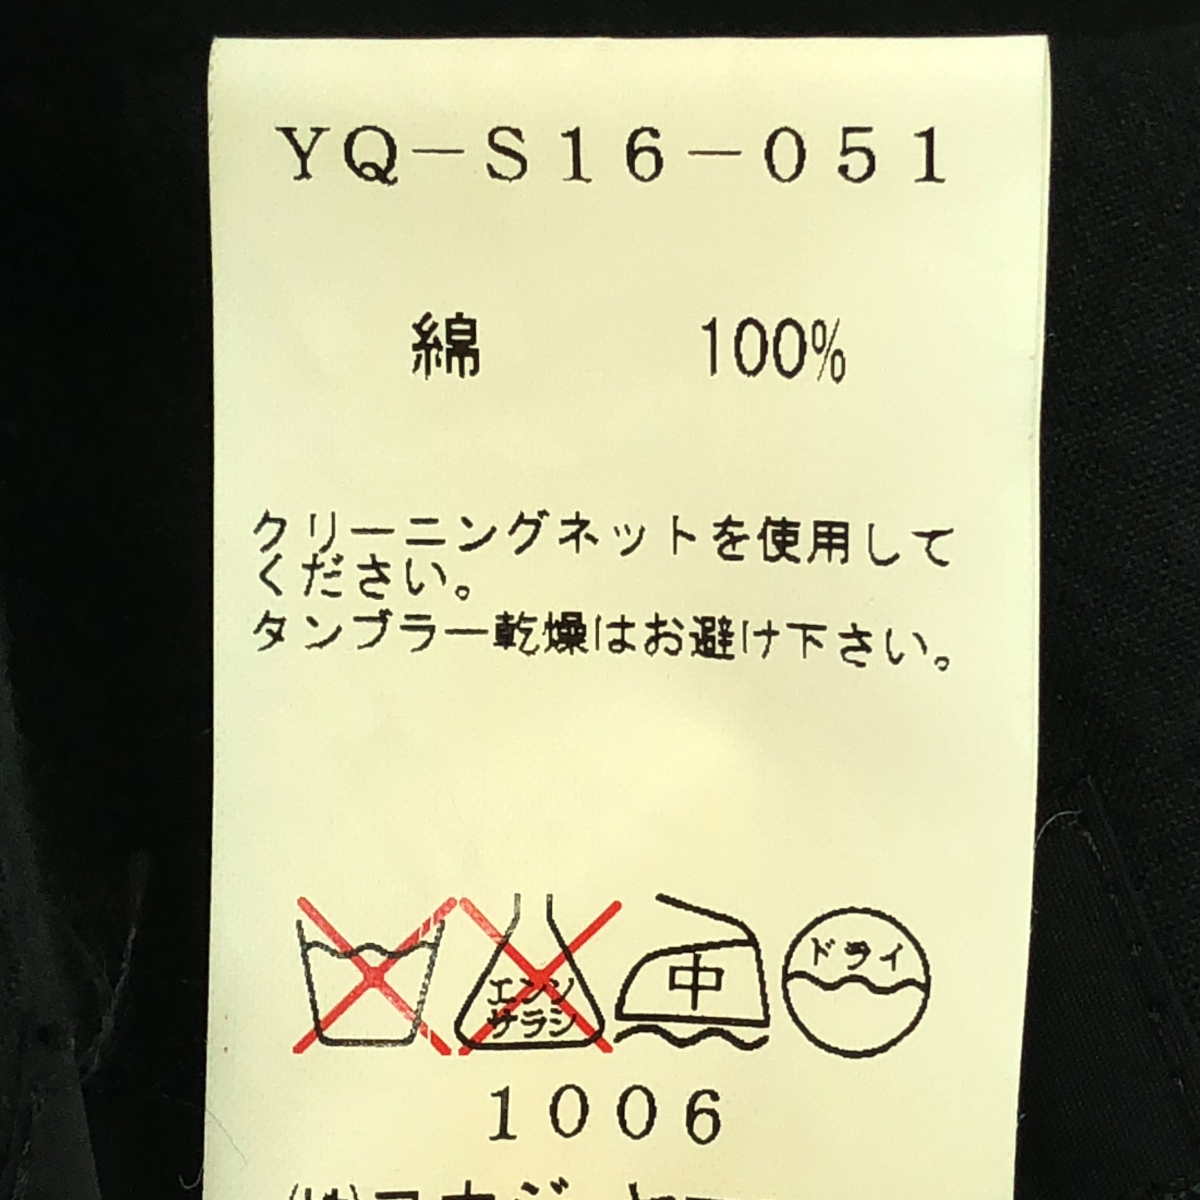 YQ-S16-051
綿 100%
クリーニングネットを使用して
ください。
タンブラー乾燥はお避け下さい。
エンソ
サラシ
中
ドライ
1006